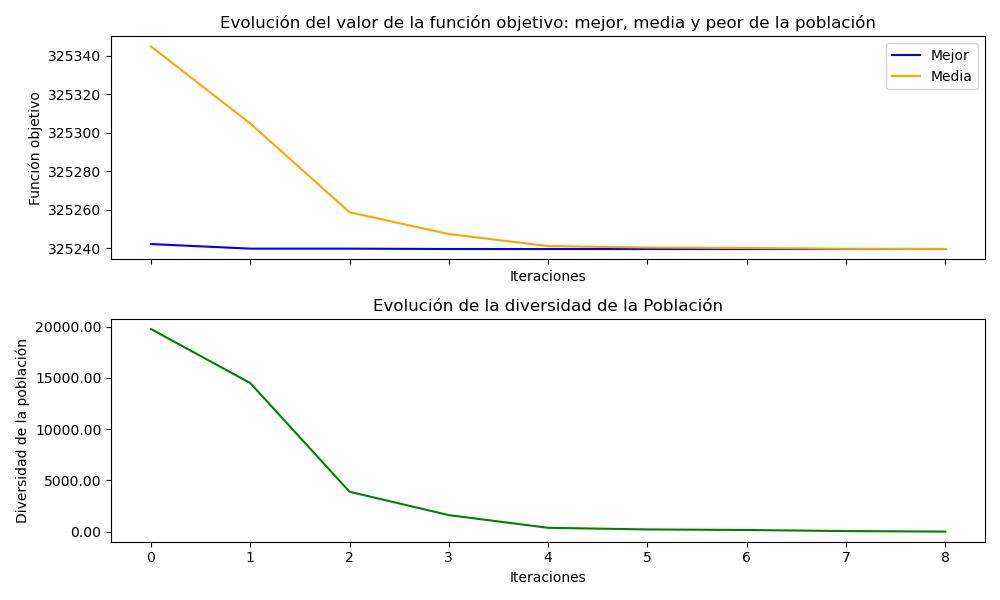 Evolución del valor de la función objetivo: mejor, media y peor de la población
Función objetivo
325340
325320
325300
325280
325260
325240
Mejor
Media
Iteraciones
Evolución de la diversidad de la Población
Diversidad de la población
20000.00
15000.00
10000.00
5000.00
0.00
0 1 2 3 4 5 6 7 8
Iteraciones